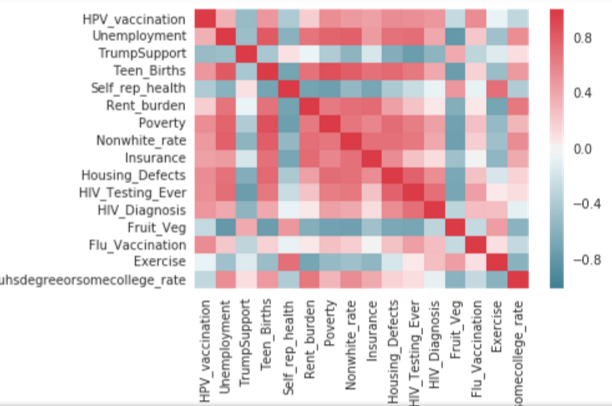 HPV_vaccination
Unemployment
TrumpSupport
Teen_Births
Self_rep_health
Rent_burden
Poverty
Nonwhite_rate
Insurance
Housing_Defects
HIV_Testing_Ever
HIV_Diagnosis
Fruit_Veg
Flu_Vaccination
Exercise
uhsdegreeorsomecollege_rate
0.8
0.4
0.0
−0.4
−0.8
HPV_vaccination
Unemployment
TrumpSupport
Teen_Births
Self_rep_health
Rent_burden
Poverty
Nonwhite_rate
Insurance
Housing_Defects
HIV_Testing_Ever
HIV_Diagnosis
Fruit_Veg
Flu_Vaccination
Exercise
omecollege_rate